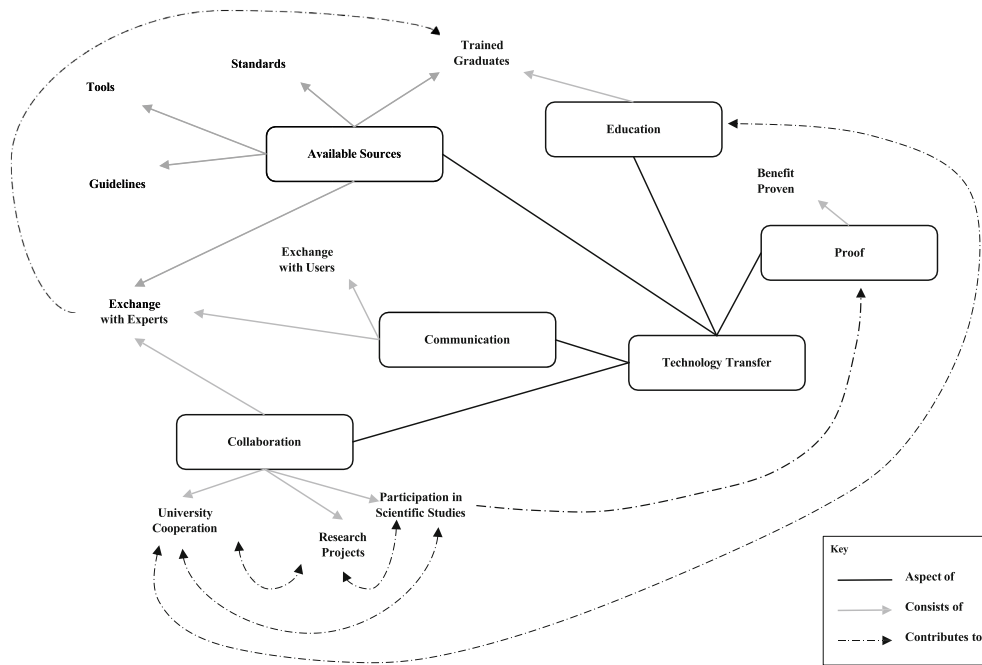 Trained
Graduates
Standards
Tools
Education
Available Sources
Benefit
Proven
Guidelines
Exchange
with Users
Proof
Exchange
with Experts
Communication
Technology Transfer
Collaboration
University
Cooperation
Participation in
Scientific Studies
Research
Projects
Key
Aspect of
Consists of
Contributes to